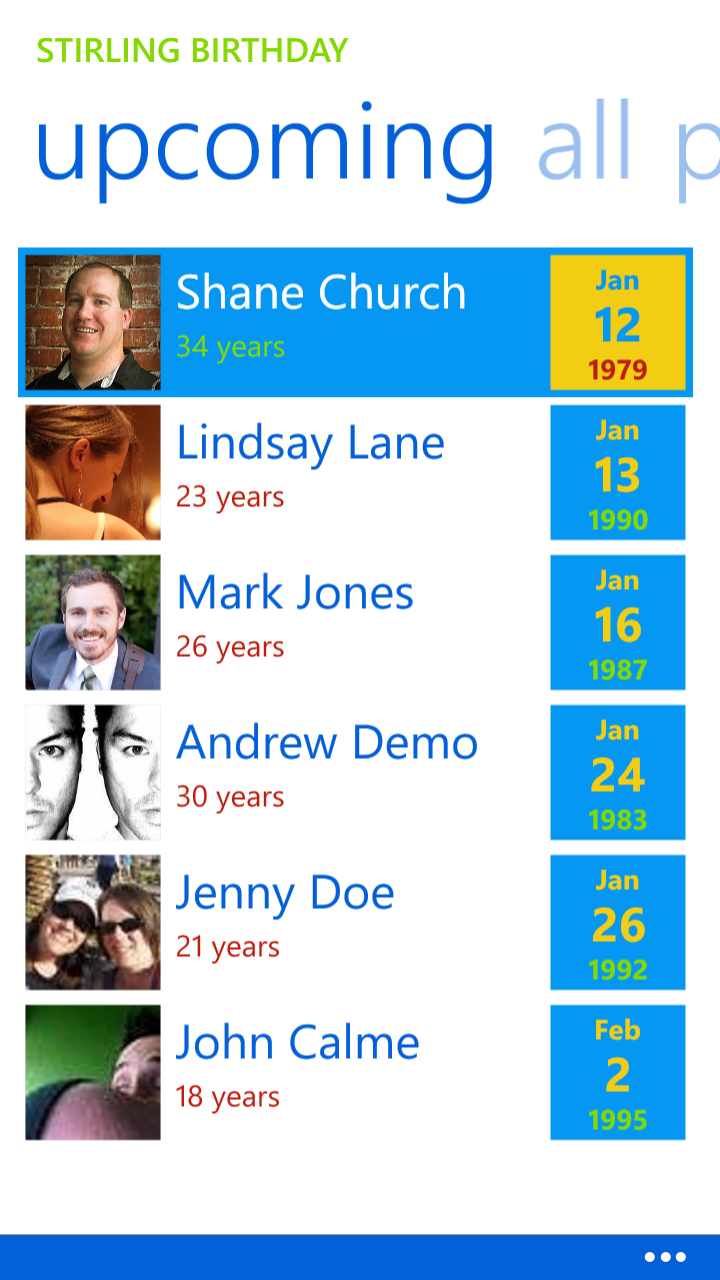 STIRLING BIRTHDAY
upcoming all p
Shane Church
34 years
Jan
12
1979
Lindsay Lane
23 years
Jan
13
1990
Mark Jones
26 years
Jan
16
1987
Andrew Demo
30 years
Jan
24
1983
Jenny Doe
21 years
Jan
26
1992
John Calme
18 years
Feb
2
1995